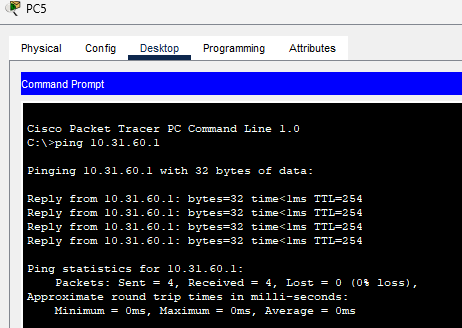 PC5
Physical Config Desktop Programming Attributes
Command Prompt
Cisco Packet Tracer PC Command Line 1.0
C:\>ping 10.31.60.1
Pinging 10.31.60.1 with 32 bytes of data:
Reply from 10.31.60.1: bytes=32 time<1ms TTL=254
Reply from 10.31.60.1: bytes=32 time<1ms TTL=254
Reply from 10.31.60.1: bytes=32 time<1ms TTL=254
Reply from 10.31.60.1: bytes=32 time<1ms TTL=254
Ping statistics for 10.31.60.1:
    Packets: Sent = 4, Received = 4, Lost = 0 (0% loss),
Approximate round trip times in milli-seconds:
    Minimum = 0ms, Maximum = 0ms, Average = 0ms